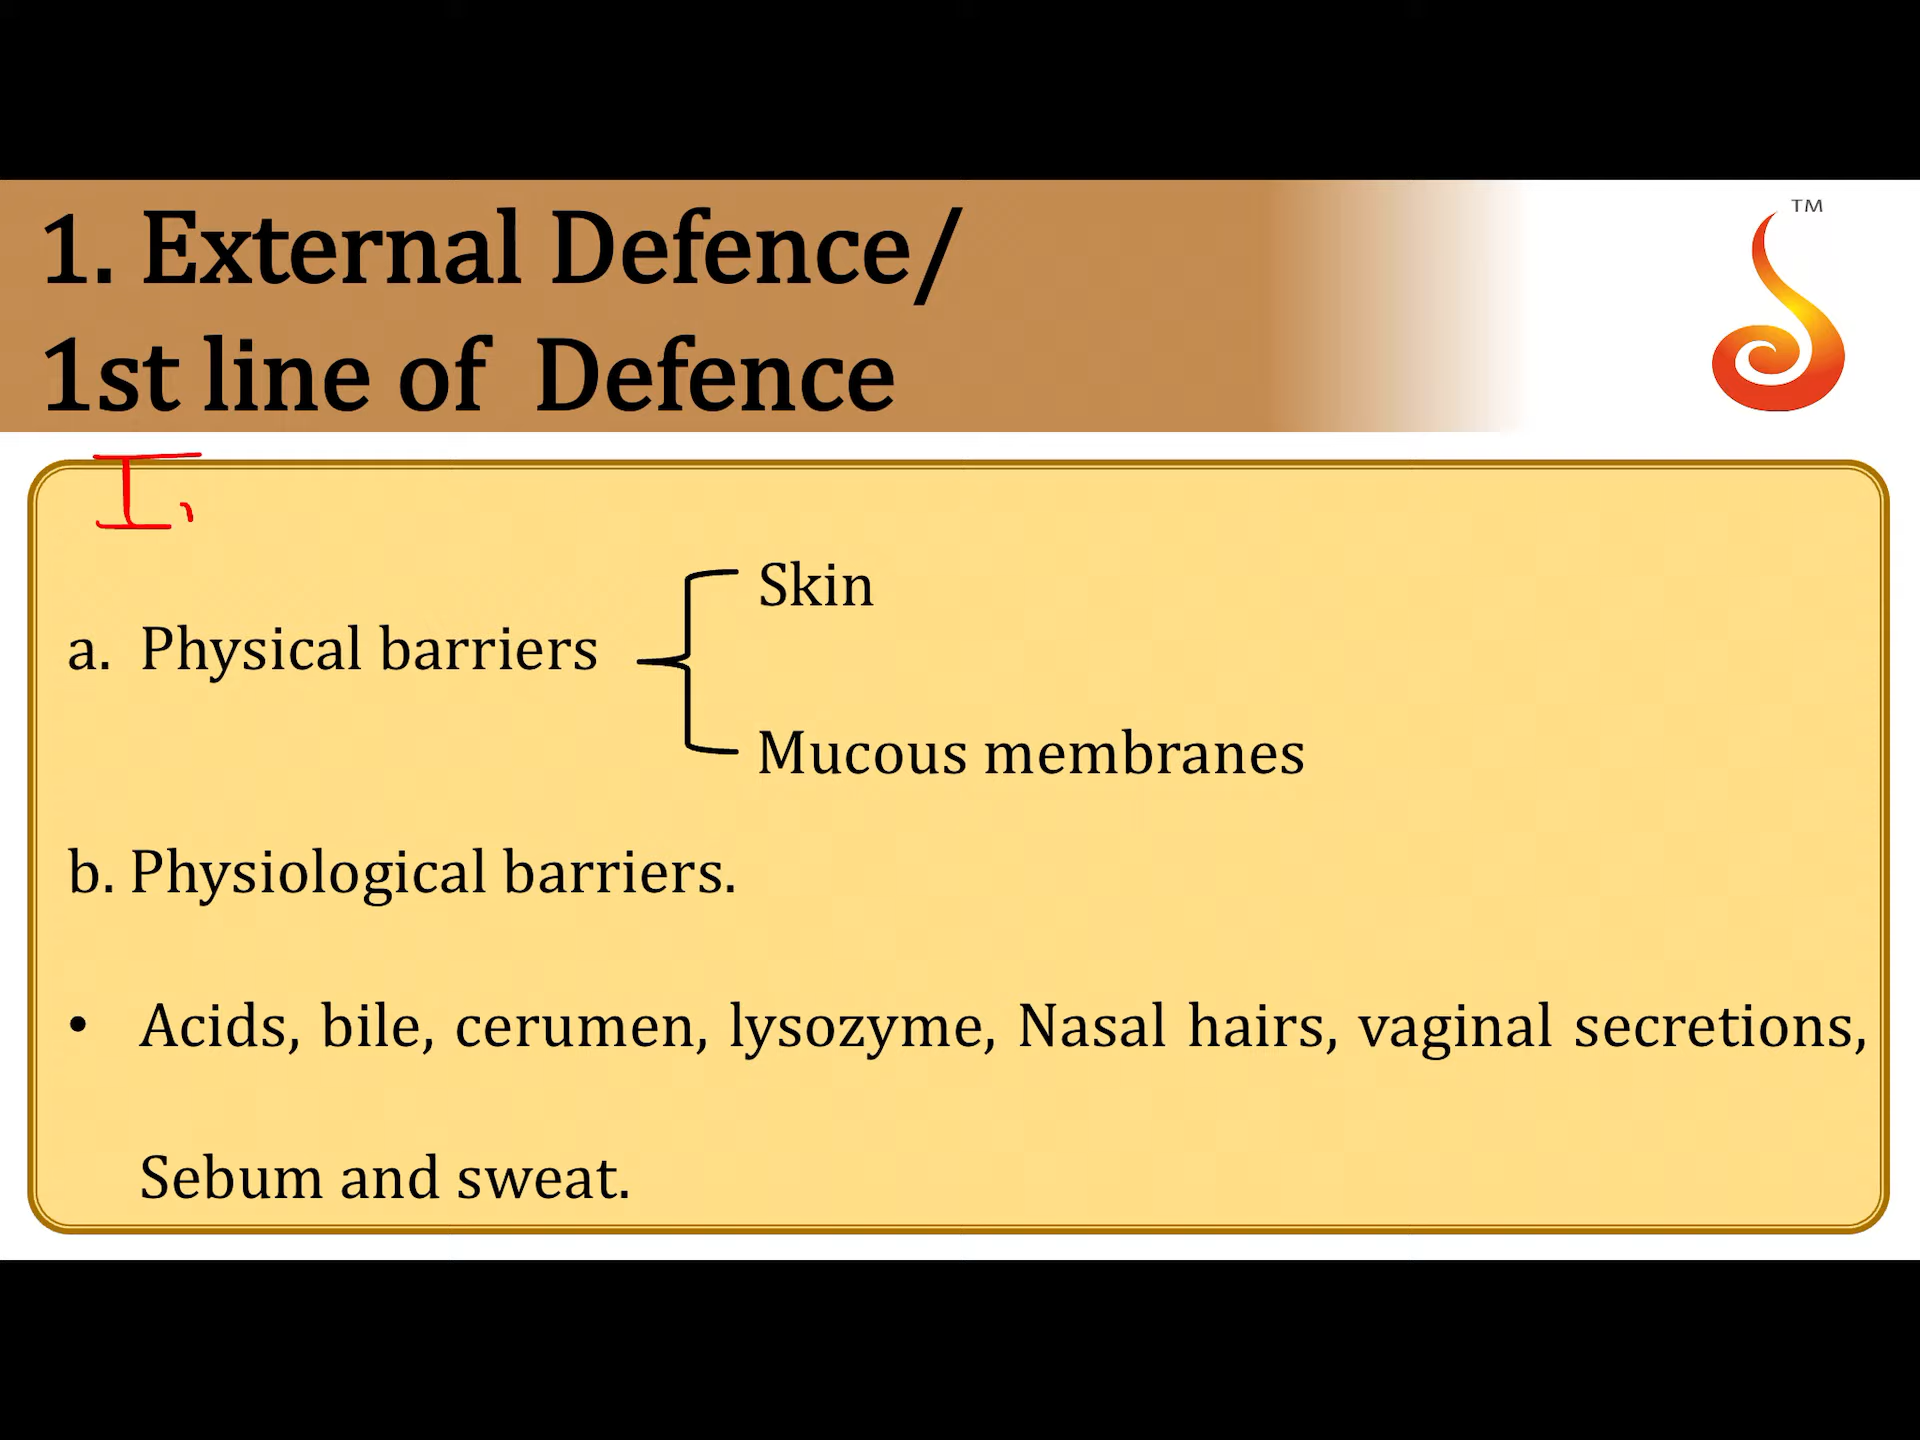 1. External Defence/
TM
1st line of Defence
I,
Skin
a. Physical barriers
Mucous membranes
b. Physiological barriers.
• Acids, bile, cerumen, lysozyme, Nasal hairs, vaginal secretions,
Sebum and sweat.